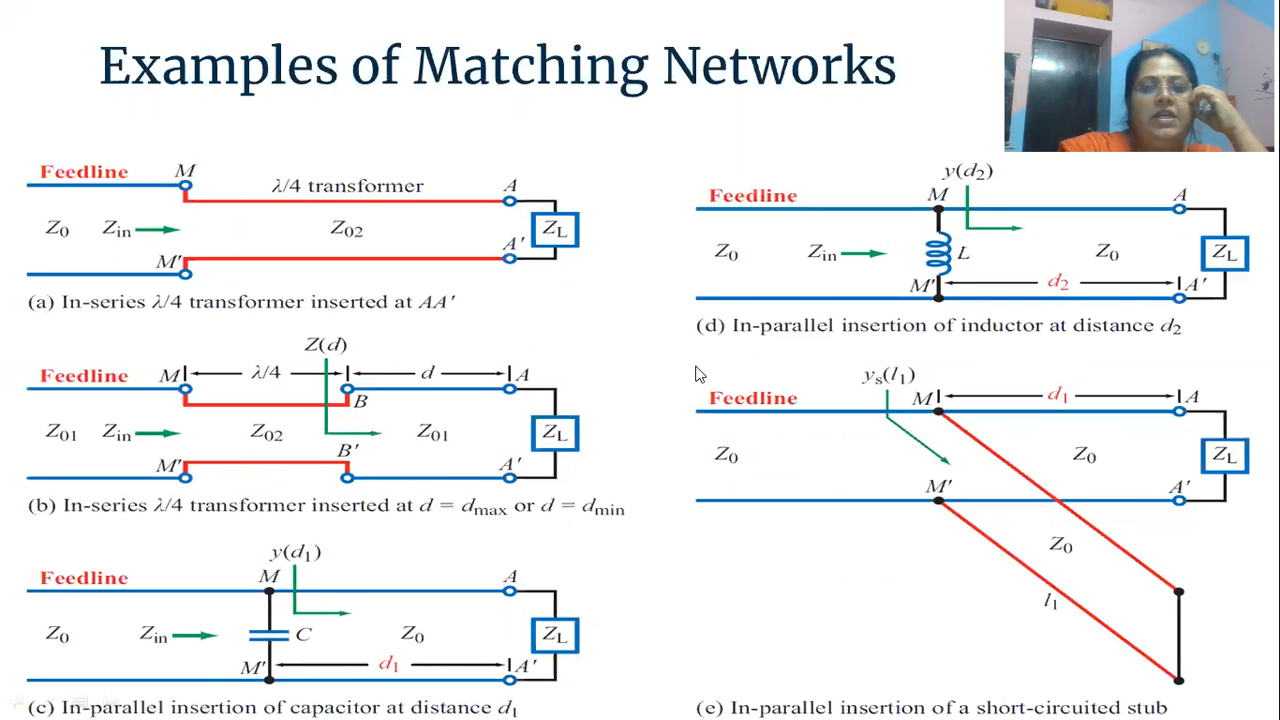 Examples of Matching Networks
Feedline
M
λ/4 transformer
A
Z0
Zin
Z02
ZL
M'
A'
(a) In-series λ/4 transformer inserted at AA'
Z(d)
Feedline
M
λ/4
d
A
B
Z01
Zin
Z02
Z01
ZL
B'
M'
A'
(b) In-series λ/4 transformer inserted at d = dmax or d = dmin
y(d1)
Feedline
M
A
Z0
Zin
C
Z0
ZL
M'
d1
A'
(c) In-parallel insertion of capacitor at distance d1
y(d2)
Feedline
M
A
Z0
Zin
L
Z0
ZL
M'
d2
A'
(d) In-parallel insertion of inductor at distance d2
ys(l1)
Feedline
M
d1
A
Z0
Z0
ZL
M'
A'
Z0
l1
(e) In-parallel insertion of a short-circuited stub